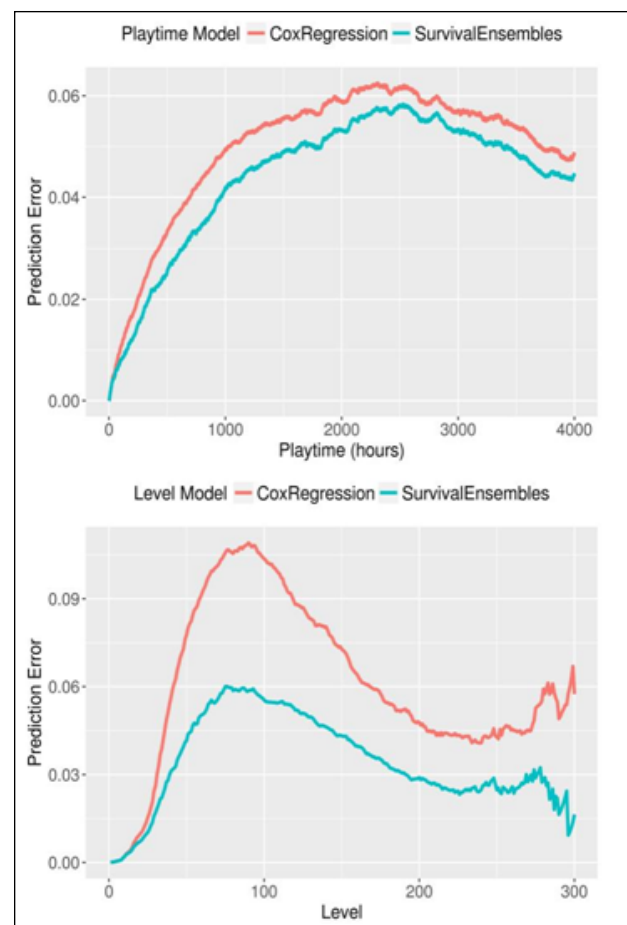 Playtime Model CoxRegression SurvivalEnsembles
0.06
0.04
0.02
0.00
Prediction Error
0 1000 2000 3000 4000
Playtime (hours)
Level Model CoxRegression SurvivalEnsembles
0.09
0.06
0.03
0.00
Prediction Error
0 100 200 300
Level